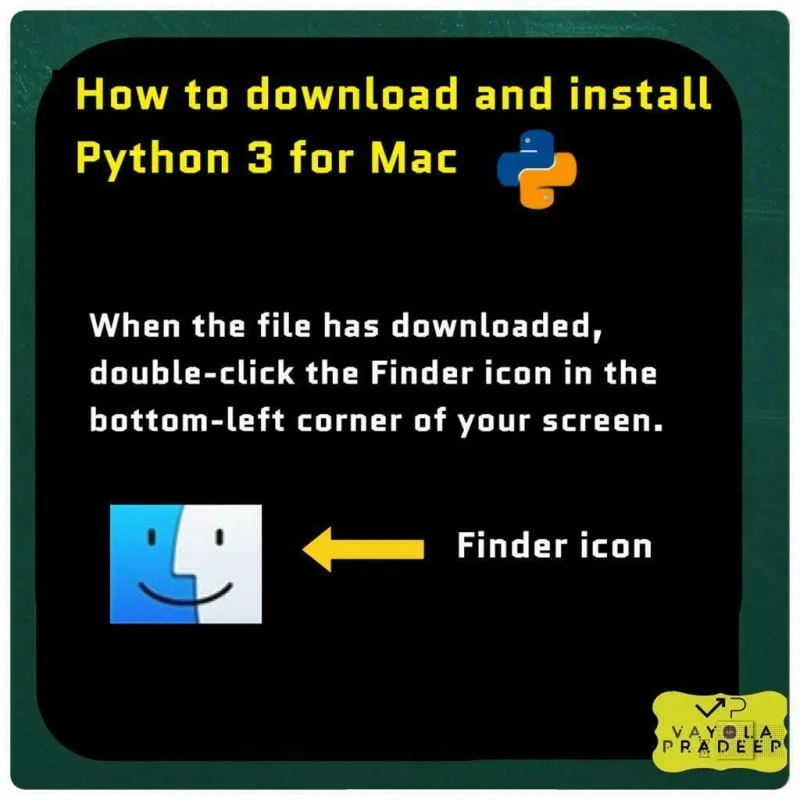 How to download and install
Python 3 for Mac
When the file has downloaded,
double-click the Finder icon in the
bottom-left corner of your screen.
Finder icon
VP
VAYOLA
PRADEEP